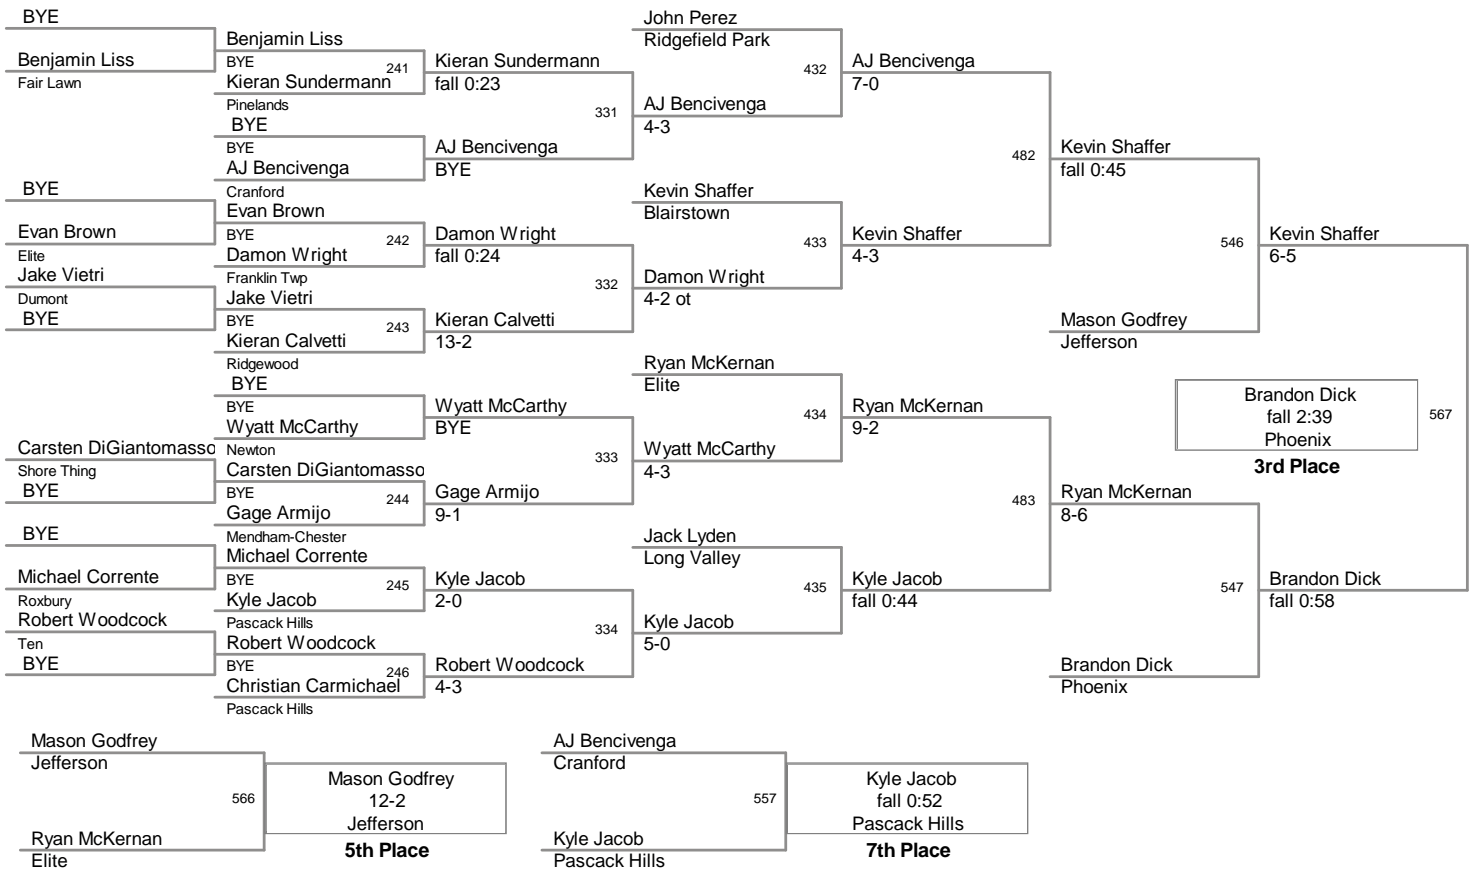 BYE
Benjamin Liss
Fair Lawn
BYE
Evan Brown
Elite
Jake Vietri
Dumont
BYE
Carsten DiGiantomasso
Shore Thing
BYE
BYE
Michael Corrente
Roxbury
Robert Woodcock
Ten
BYE
Benjamin Liss
BYE
241
Kieran Sundermann
Pinelands
BYE
BYE
AJ Bencivenga
Cranford
Evan Brown
BYE
242
Damon Wright
Franklin Twp
Jake Vietri
BYE
243
Kieran Calvetti
Ridgewood
BYE
BYE
Wyatt McCarthy
Newton
Carsten DiGiantomasso
BYE
244
Gage Armijo
Mendham-Chester
Michael Corrente
BYE
245
Kyle Jacob
Pascack Hills
Robert Woodcock
BYE
246
Christian Carmichael
Pascack Hills
Kieran Sundermann
fall 0:23
331
AJ Bencivenga
BYE
Damon Wright
fall 0:24
332
Kieran Calvetti
13-2
Wyatt McCarthy
BYE
333
Gage Armijo
9-1
Kyle Jacob
2-0
334
Robert Woodcock
4-3
John Perez
Ridgefield Park
432
AJ Bencivenga
4-3
Kevin Shaffer
Blairstown
433
Damon Wright
4-2 ot
Ryan McKernan
Elite
434
Wyatt McCarthy
4-3
Jack Lyden
Long Valley
435
Kyle Jacob
5-0
AJ Bencivenga
7-0
482
Kevin Shaffer
4-3
Ryan McKernan
9-2
483
Kyle Jacob
fall 0:44
Kevin Shaffer
fall 0:45
546
Mason Godfrey
Jefferson
Ryan McKernan
8-6
547
Brandon Dick
Phoenix
Kevin Shaffer
6-5
Brandon Dick
fall 2:39
Phoenix
567
3rd Place
Brandon Dick
fall 0:58
Mason Godfrey
Jefferson
566
Ryan McKernan
Elite
Mason Godfrey
12-2
Jefferson
5th Place
AJ Bencivenga
Cranford
557
Kyle Jacob
Pascack Hills
Kyle Jacob
fall 0:52
Pascack Hills
7th Place